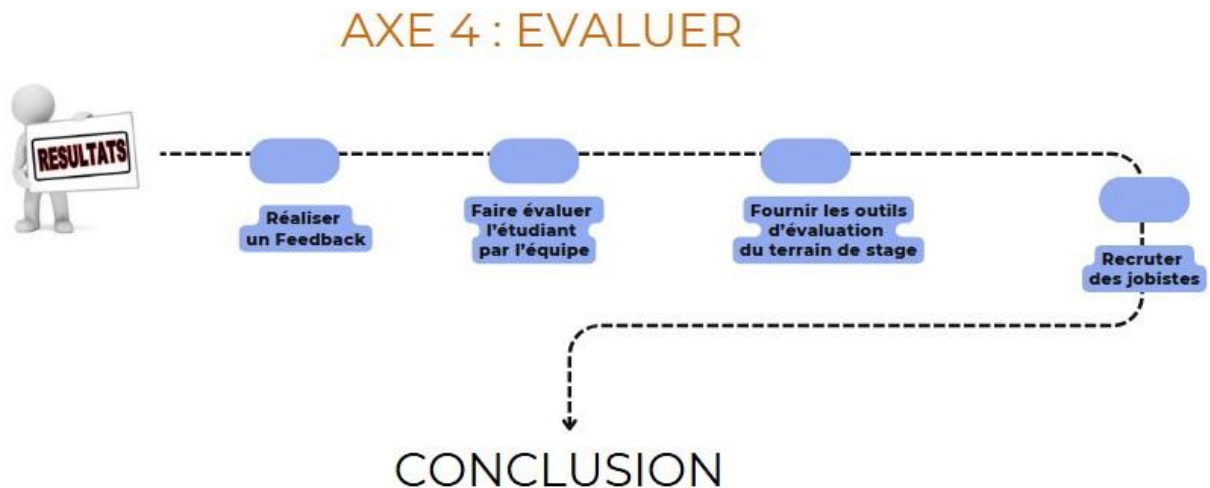 AXE 4 : EVALUER
RESULTATS
Réaliser
un Feedback
Faire évaluer
l'étudiant
par l'équipe
Fournir les outils
d'évaluation
du terrain de stage
Recruter
des jobistes
CONCLUSION